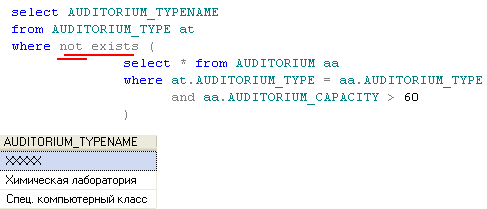 select AUDITORIUM_TYPENAME
from AUDITORIUM_TYPE at
where not exists (
select * from AUDITORIUM aa
where at.AUDITORIUM_TYPE = aa.AUDITORIUM_TYPE
and aa.AUDITORIUM_CAPACITY > 60
)
AUDITORIUM_TYPENAME
XXXXX
Химическая лаборатория
Спец. компьютерный класс